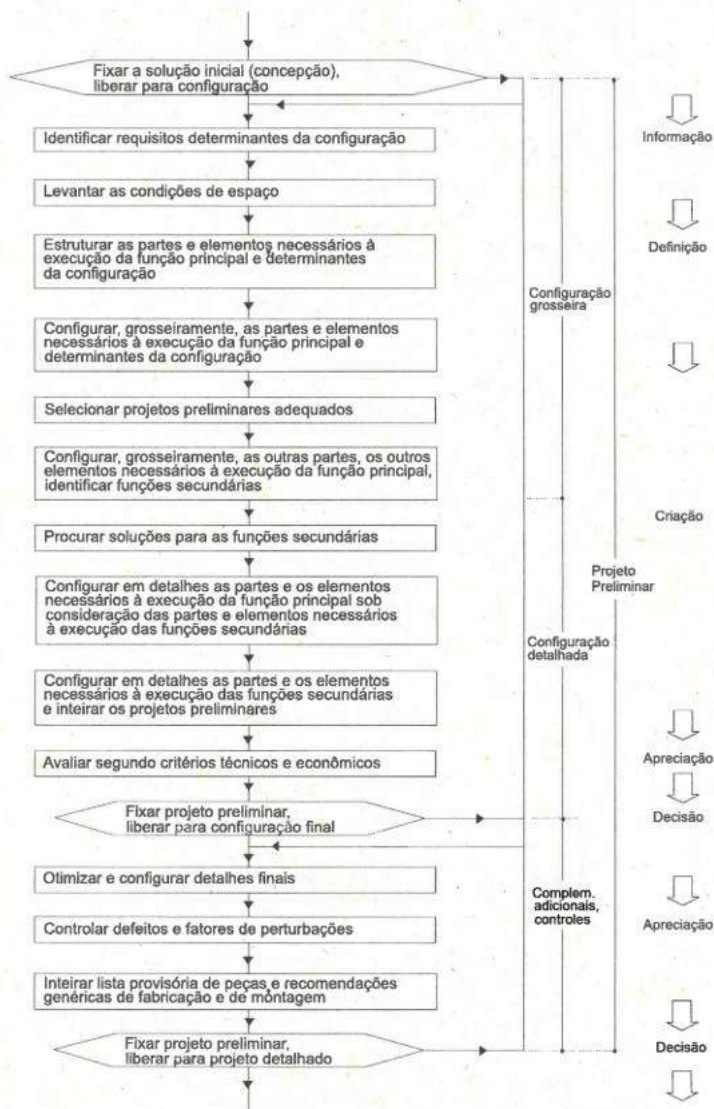 Fixar a solução inicial (concepção),
liberar para configuração
Identificar requisitos determinantes da configuração
Levantar as condições de espaço
Estruturar as partes e elementos necessários à
execução da função principal e determinantes
da configuração
Configurar, grosseiramente, as partes e elementos
necessários à execução da função principal e
determinantes da configuração
Selecionar projetos preliminares adequados
Configurar, grosseiramente, as outras partes, os outros
elementos necessários à execução da função principal,
identificar funções secundárias
Procurar soluções para as funções secundárias
Configurar em detalhes as partes e os elementos
necessários à execução da função principal sob
consideração das partes e elementos necessários
à execução das funções secundárias
Configurar em detalhes as partes e os elementos
necessários à execução das funções secundárias
e inteirar os projetos preliminares
Avaliar segundo critérios técnicos e econômicos
Fixar projeto preliminar,
liberar para configuração final
Otimizar e configurar detalhes finais
Controlar defeitos e fatores de perturbações
Inteirar lista provisória de peças e recomendações
genéricas de fabricação e de montagem
Fixar projeto preliminar,
liberar para projeto detalhado
Configuração
grosseira
Configuração
detalhada
Complem.
adicionais,
controles
Projeto
Preliminar
Informação
Definição
Criação
Apreciação
Decisão
Apreciação
Decisão